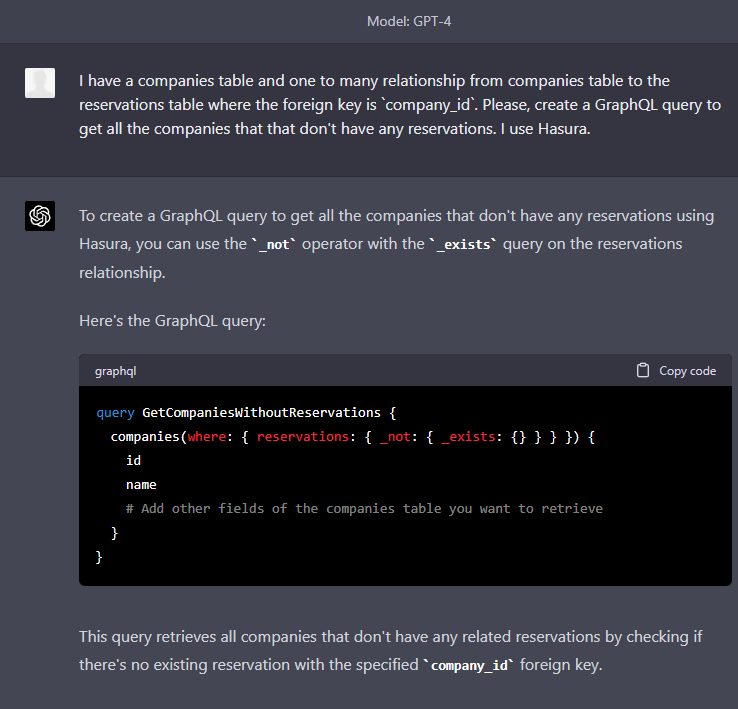 Model: GPT-4
I have a companies table and one to many relationship from companies table to the
reservations table where the foreign key is `company_id`. Please, create a GraphQL query to
get all the companies that that don't have any reservations. I use Hasura.
To create a GraphQL query to get all the companies that don't have any reservations using
Hasura, you can use the `_not` operator with the `_exists` query on the reservations
relationship.
Here's the GraphQL query:
graphql
Copy code
query GetCompaniesWithoutReservations {
  companies(where: { reservations: { _not: { _exists: {} } } }) {
    id
    name
    # Add other fields of the companies table you want to retrieve
  }
}
This query retrieves all companies that don't have any related reservations by checking if
there's no existing reservation with the specified `company_id` foreign key.